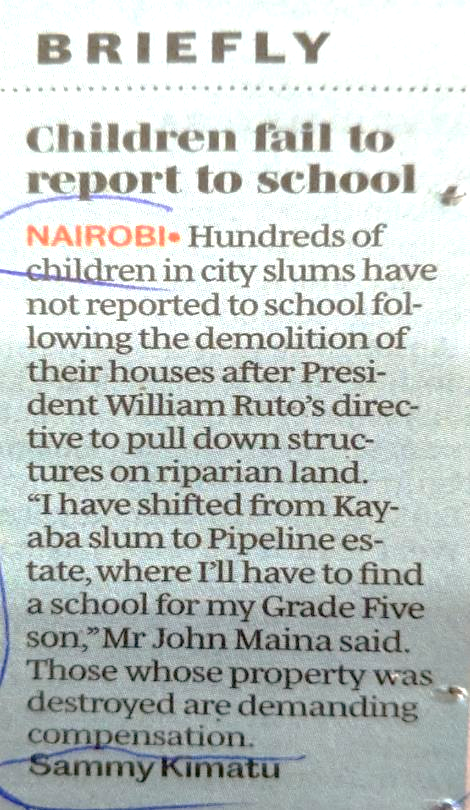 BRIEFLY
Children fail to
report to school
NAIROBI• Hundreds of
children in city slums have
not reported to school fol-
lowing the demolition of
their houses after Presi-
dent William Ruto’s direc-
tive to pull down struc-
tures on riparian land.
“I have shifted from Kay-
aba slum to Pipeline es-
tate, where I’ll have to find
a school for my Grade Five
son,” Mr John Maina said.
Those whose property was
destroyed are demanding
compensation.
Sammy Kimatu